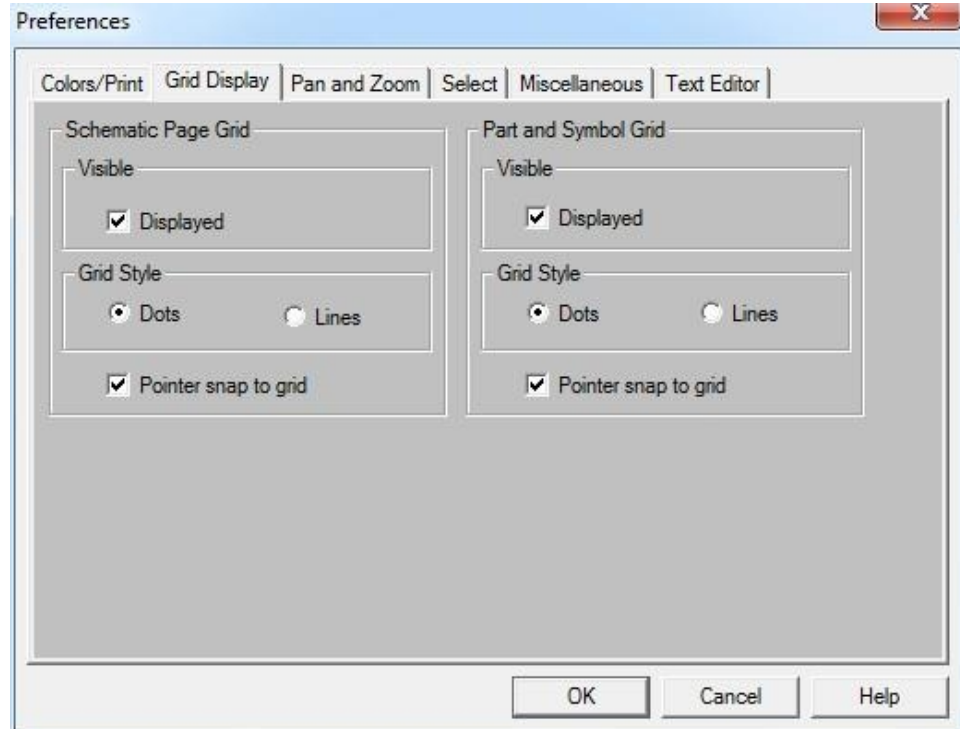 Preferences
X
Colors/Print Grid Display Pan and Zoom Select Miscellaneous Text Editor
Schematic Page Grid
Visible
Displayed
Grid Style
Dots Lines
Pointer snap to grid
Part and Symbol Grid
Visible
Displayed
Grid Style
Dots Lines
Pointer snap to grid
OK Cancel Help